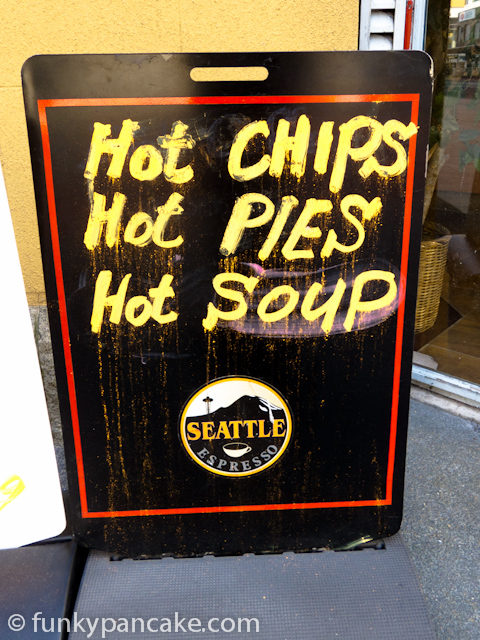 Hot CHIPS
Hot PIES
Hot SOUP
SEATTLE
ESPRESSO
© funkypancake.com